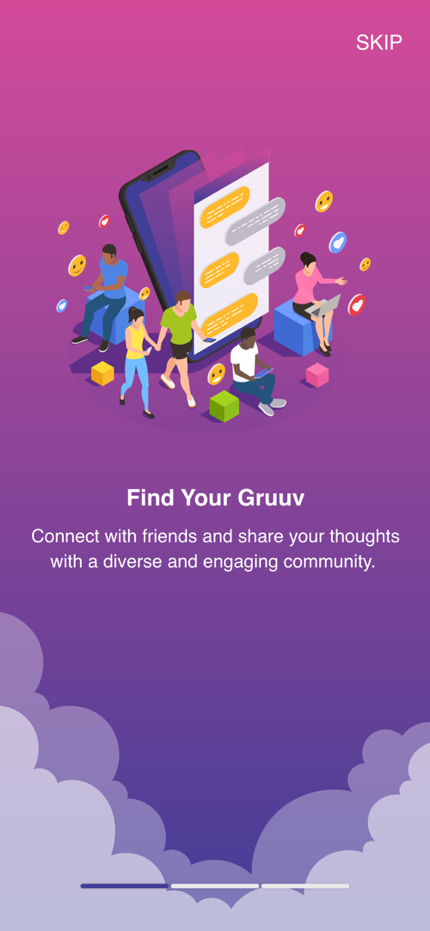 SKIP
Find Your Gruuv
Connect with friends and share your thoughts
with a diverse and engaging community.